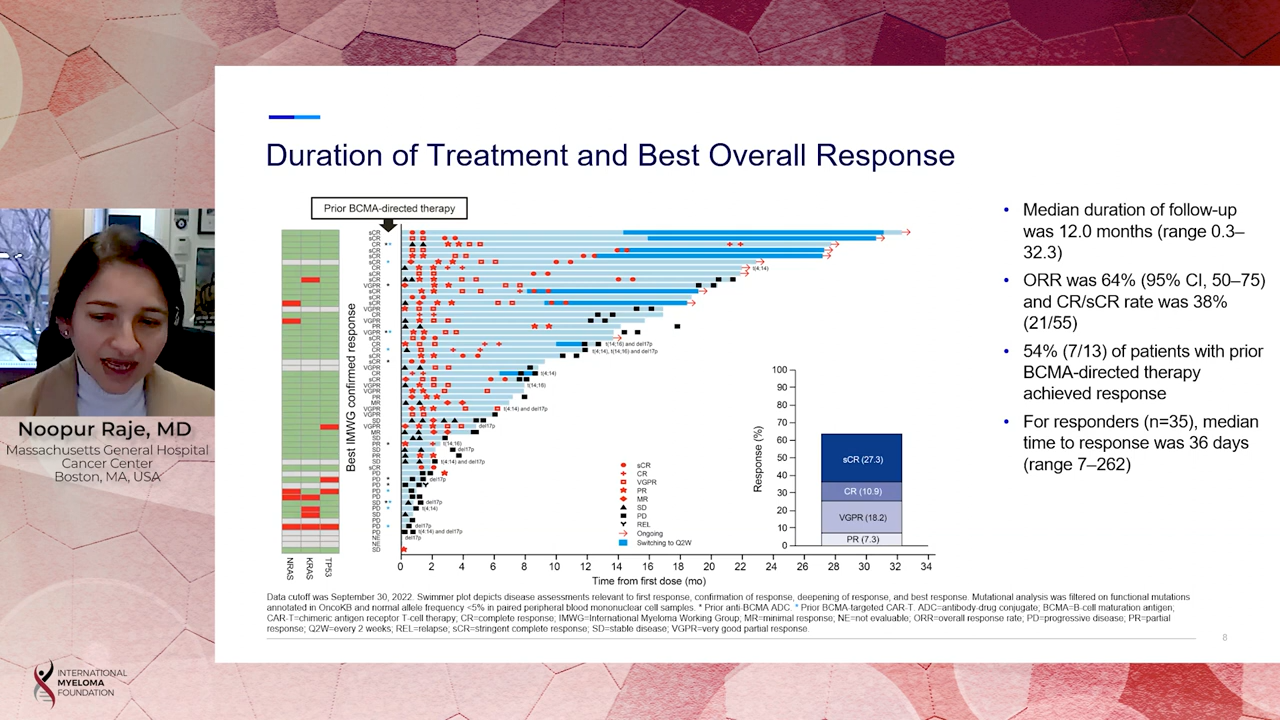 Duration of Treatment and Best Overall Response
Prior BCMA-directed therapy
Best IMWG confirmed response
NRAS
KRAS
TP53
sCR
CR
VGPR
PR
MR
SD
PD
REL
Ongoing
Switching to Q2W
0 2 4 6 8 10 12 14 16 18 20 22 24 26 28 30 32 34
Time from first dose (mo)
Response (%)
100
90
80
70
60
50
40
30
20
10
0
sCR (27.3)
CR (10.9)
VGPR (18.2)
PR (7.3)
• Median duration of follow-up
was 12.0 months (range 0.3–
32.3)
• ORR was 64% (95% CI, 50–75)
and CR/sCR rate was 38%
(21/55)
• 54% (7/13) of patients with prior
BCMA-directed therapy
achieved response
• For responders (n=35), median
time to response was 36 days
(range 7–262)
Data cutoff was September 30, 2022. Swimmer plot depicts disease assessments relevant to first response, confirmation of response, deepening of response, and best response. Mutational analysis was filtered on functional mutations
annotated in OncoKB and normal allele frequency <5% in paired peripheral blood mononuclear cell samples. * Prior anti-BCMA ADC. * Prior BCMA-targeted CAR-T. ADC=antibody-drug conjugate; BCMA=B-cell maturation antigen;
CAR-T=chimeric antigen receptor T-cell therapy; CR=complete response; IMWG=International Myeloma Working Group, MR=minimal response; NE=not evaluable; ORR=overall response rate; PD=progressive disease; PR=partial
response; Q2W=every 2 weeks; REL=relapse; sCR=stringent complete response; SD=stable disease; VGPR=very good partial response.
8
Noopur Raje, MD
Massachusetts General Hospital
Cancer Center
Boston, MA, USA
INTERNATIONAL
MYELOMA
FOUNDATION